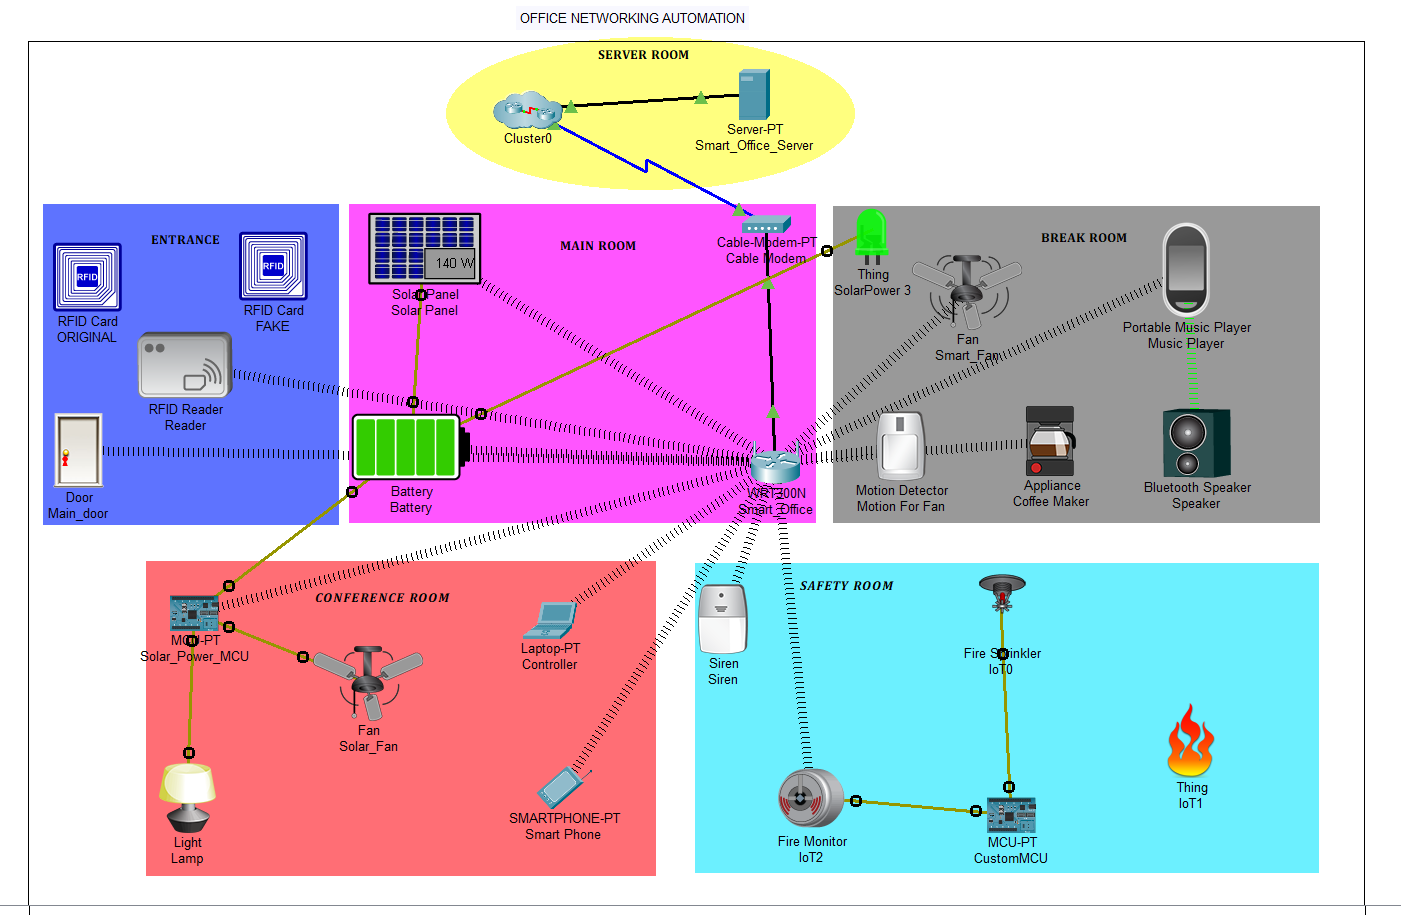 OFFICE NETWORKING AUTOMATION
SERVER ROOM
Cluster0
Server-PT
Smart_Office_Server
ENTRANCE
RFID
RFID Card
ORIGINAL
RFID
RFID Card
FAKE
RFID Reader
Reader
Door
Main_door
MAIN ROOM
140 W
Solar Panel
Solar Panel
Cable-Modem-PT
Cable Modem
Battery
Battery
WRT300N
Smart_Office
BREAK ROOM
Thing
SolarPower 3
Fan
Smart_Fan
Portable Music Player
Music Player
Motion Detector
Motion For Fan
Appliance
Coffee Maker
Bluetooth Speaker
Speaker
CONFERENCE ROOM
MCU-PT
Solar_Power_MCU
Fan
Solar_Fan
Light
Lamp
Laptop-PT
Controller
SMARTPHONE-PT
Smart Phone
SAFETY ROOM
Siren
Siren
Fire Sprinkler
IoT0
Thing
IoT1
Fire Monitor
IoT2
MCU-PT
CustomMCU